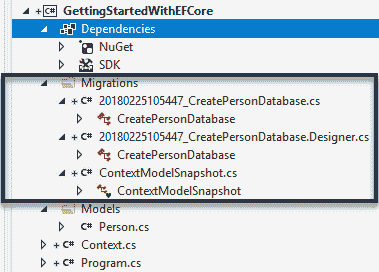 GettingStartedWithEFCore
Dependencies
NuGet
SDK
Migrations
C# 20180225105447_CreatePersonDatabase.cs
CreatePersonDatabase
C# 20180225105447_CreatePersonDatabase.Designer.cs
CreatePersonDatabase
C# ContextModelSnapshot.cs
ContextModelSnapshot
Models
C# Person.cs
C# Context.cs
C# Program.cs